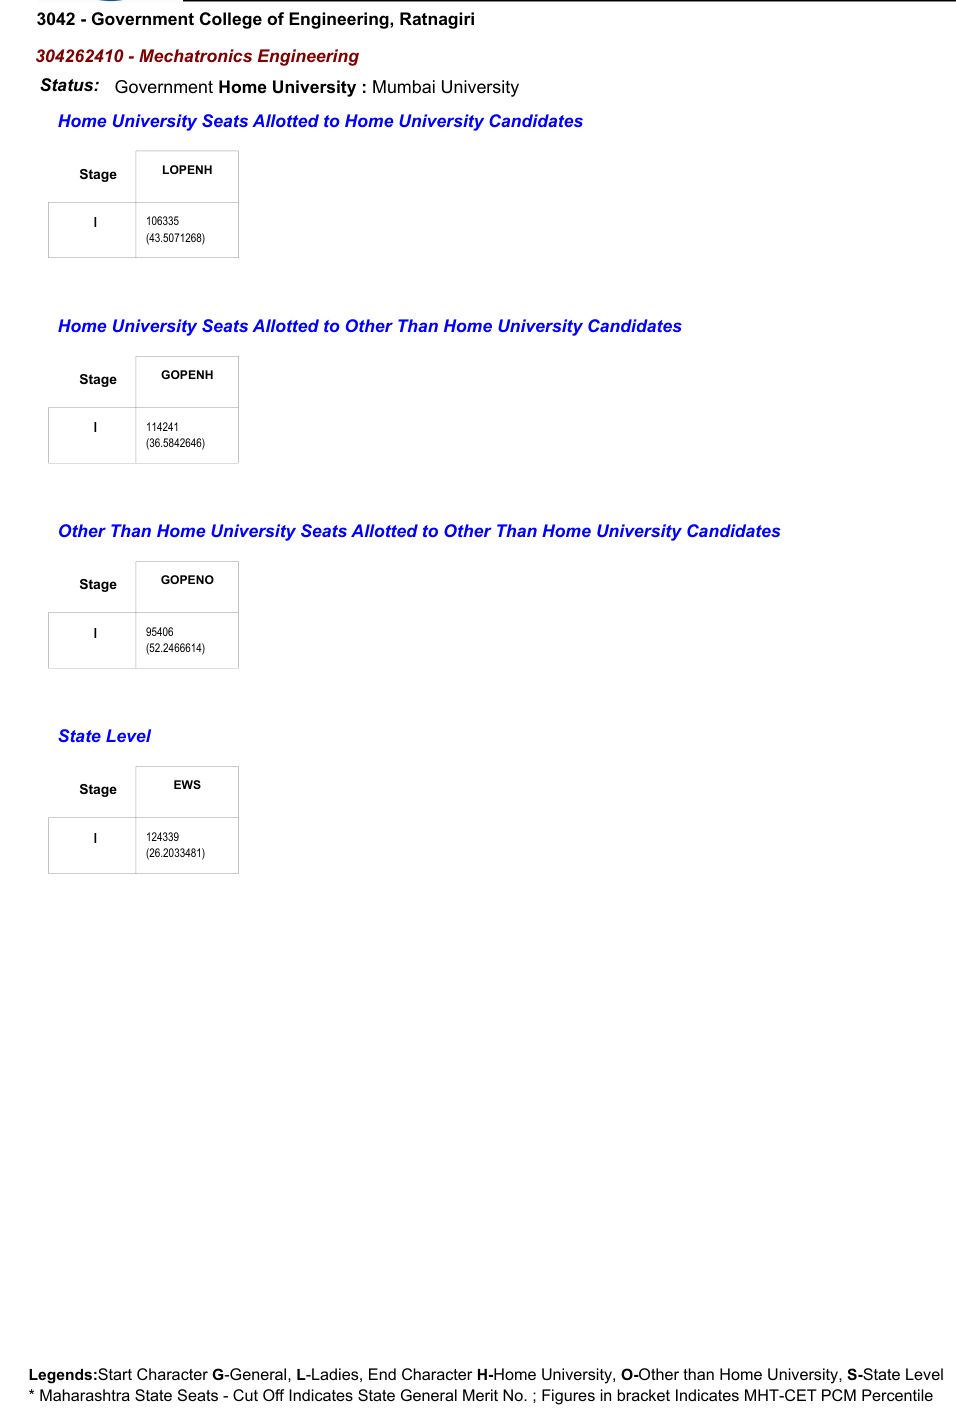 3042 - Government College of Engineering, Ratnagiri
304262410 - Mechatronics Engineering
Status: Government Home University : Mumbai University
Home University Seats Allotted to Home University Candidates
Stage LOPENH
I 106335
(43.5071268)
Home University Seats Allotted to Other Than Home University Candidates
Stage GOPENH
I 114241
(36.5842646)
Other Than Home University Seats Allotted to Other Than Home University Candidates
Stage GOPENO
I 95406
(52.2466614)
State Level
Stage EWS
I 124339
(26.2033481)
Legends:Start Character G-General, L-Ladies, End Character H-Home University, O-Other than Home University, S-State Level
* Maharashtra State Seats - Cut Off Indicates State General Merit No. ; Figures in bracket Indicates MHT-CET PCM Percentile